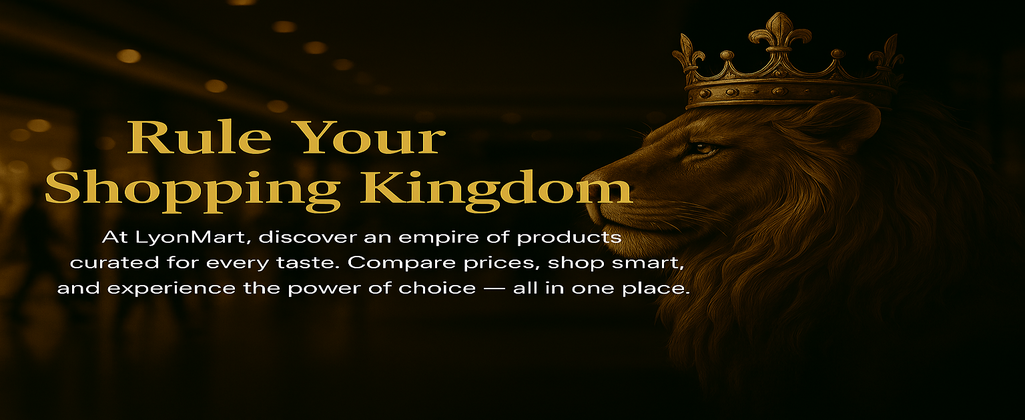 Rule Your
Shopping Kingdom
At LyonMart, discover an empire of products
curated for every taste. Compare prices, shop smart,
and experience the power of choice — all in one place.